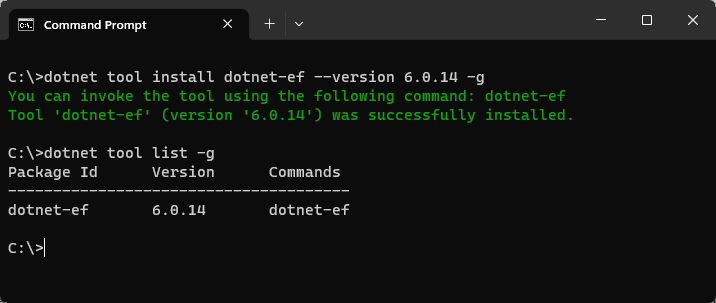 Command Prompt
C:\>dotnet tool install dotnet-ef --version 6.0.14 -g
You can invoke the tool using the following command: dotnet-ef
Tool 'dotnet-ef' (version '6.0.14') was successfully installed.
C:\>dotnet tool list -g
Package Id      Version      Commands
--------------------------------------
dotnet-ef       6.0.14       dotnet-ef
C:\>